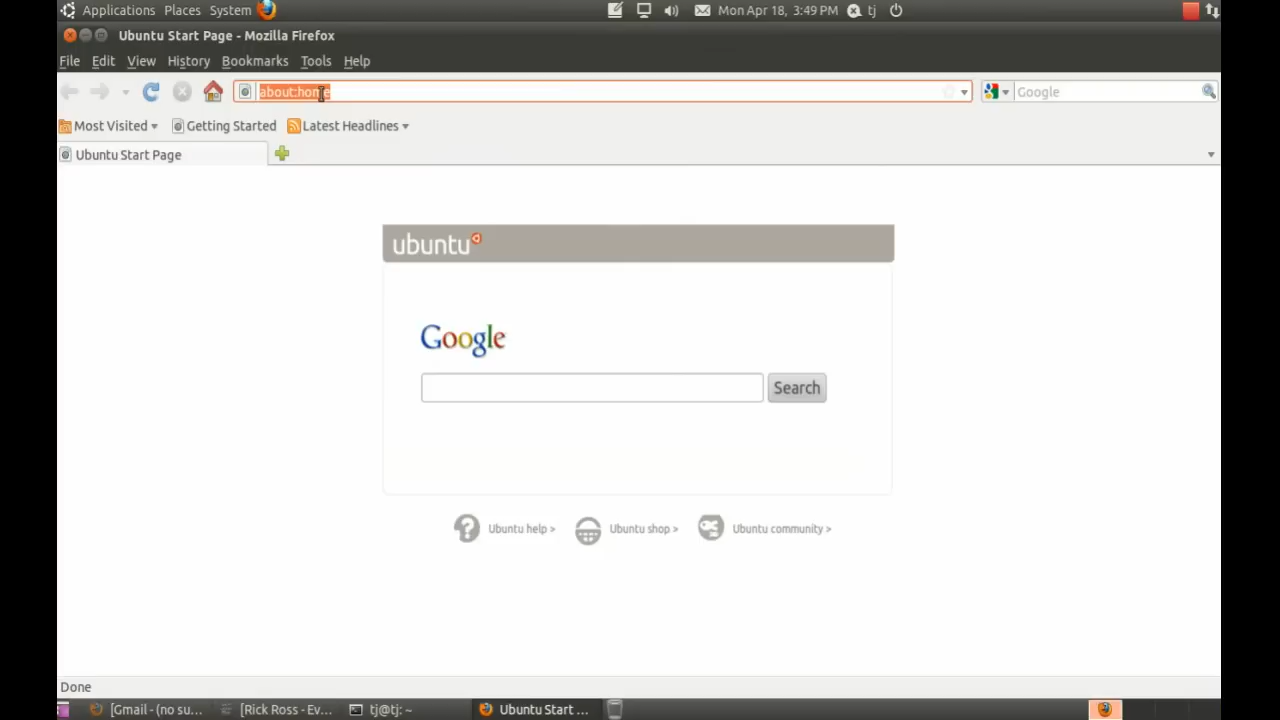 Applications Places System Mon Apr 18, 3:49 PM tj
Ubuntu Start Page - Mozilla Firefox
File Edit View History Bookmarks Tools Help
about:home Google
Most Visited Getting Started Latest Headlines
Ubuntu Start Page
ubuntu
Google
Search
Ubuntu help > Ubuntu shop > Ubuntu community >
Done
[Gmail - (no su... [Rick Ross - Ev... tj@tj: ~ Ubuntu Start ...